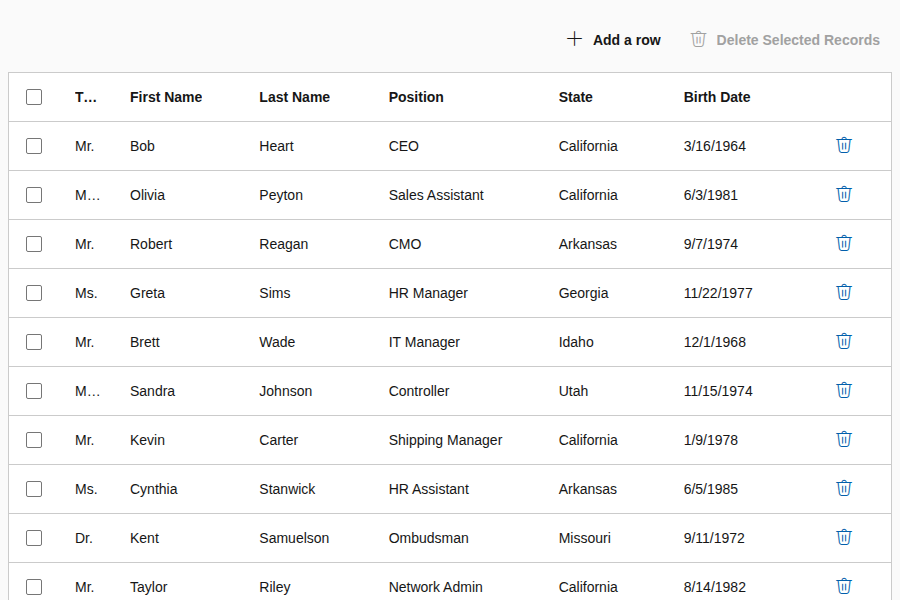 Add a row Delete Selected Records
T... First Name Last Name Position State Birth Date
Mr. Bob Heart CEO California 3/16/1964
M... Olivia Peyton Sales Assistant California 6/3/1981
Mr. Robert Reagan CMO Arkansas 9/7/1974
Ms. Greta Sims HR Manager Georgia 11/22/1977
Mr. Brett Wade IT Manager Idaho 12/1/1968
M... Sandra Johnson Controller Utah 11/15/1974
Mr. Kevin Carter Shipping Manager California 1/9/1978
Ms. Cynthia Stanwick HR Assistant Arkansas 6/5/1985
Dr. Kent Samuelson Ombudsman Missouri 9/11/1972
Mr. Taylor Riley Network Admin California 8/14/1982